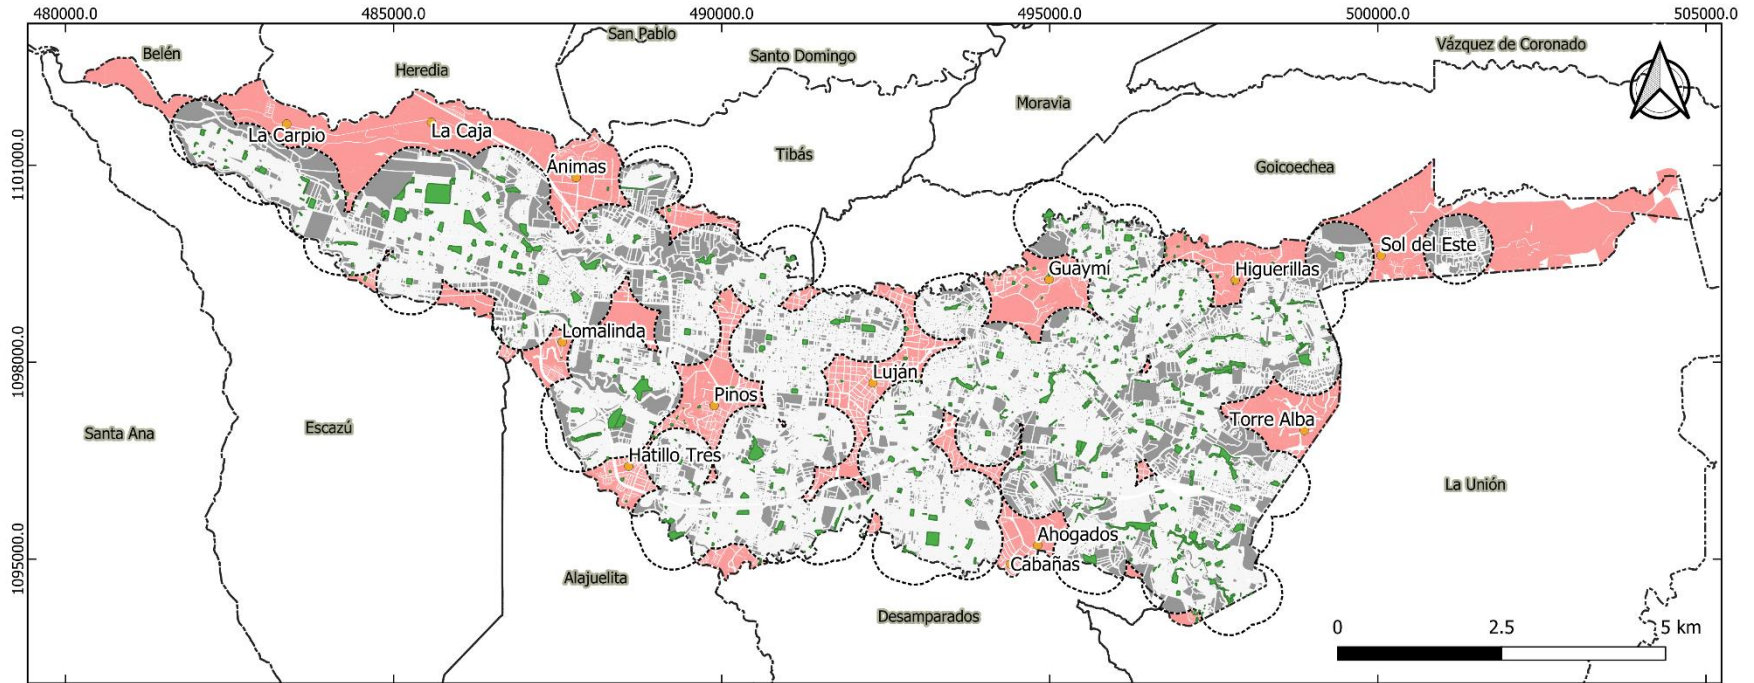 480000.0 485000.0 490000.0 495000.0 500000.0 505000.0
San Pablo
Belén
Santo Domingo
Vázquez de Coronado
Heredia
Moravia
La Carpio
La Caja
Tibás
Ánimas
Goicoechea
1101000.0
Sol del Este
Guaymí
Higuerillas
Lomalinda
1098000.0
Luján
Pinos
Torre Alba
Santa Ana
Escazú
Hatillo Tres
La Unión
Ahogados
1095000.0
Cabañas
Alajuelita
Desamparados
0 2.5 5 km